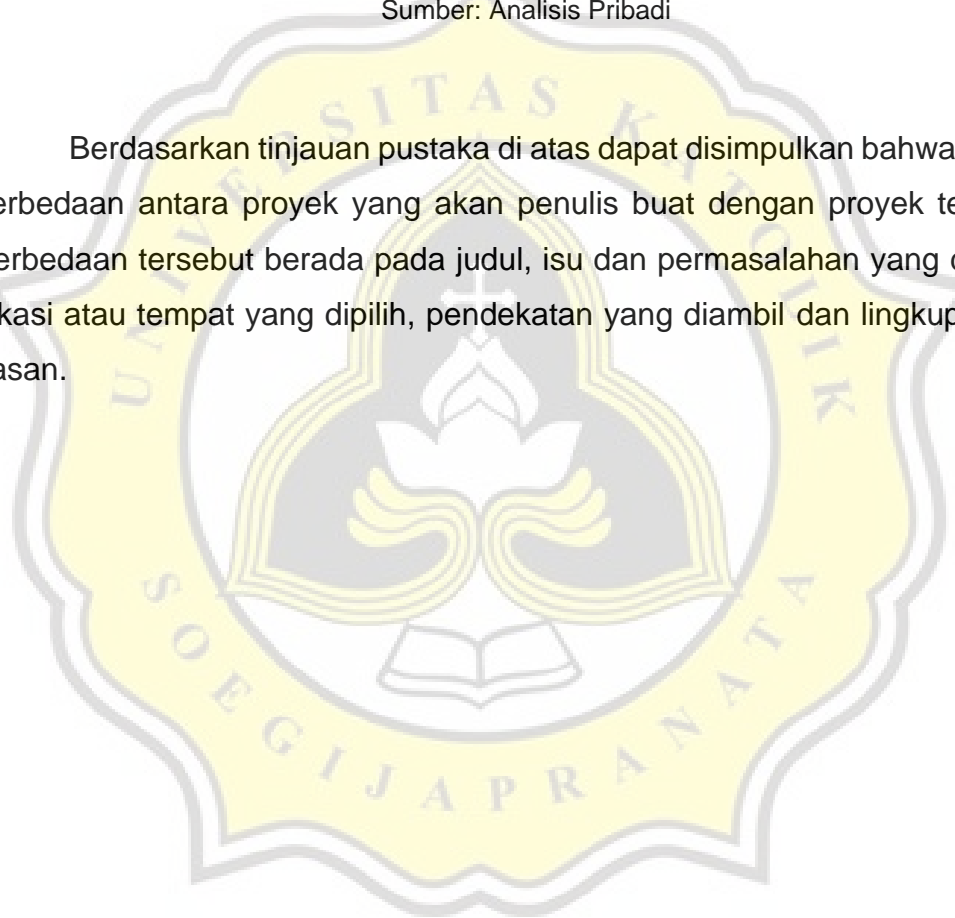 Sumber: Analisis Pribadi
UNIVERSITAS KATOLIK
Berdasarkan tinjauan pustaka di atas dapat disimpulkan bahwa
erbedaan antara proyek yang akan penulis buat dengan proyek te
erbedaan tersebut berada pada judul, isu dan permasalahan yang
kasi atau tempat yang dipilih, pendekatan yang diambil dan lingkup
asan.
SOEGIJAPRANATA